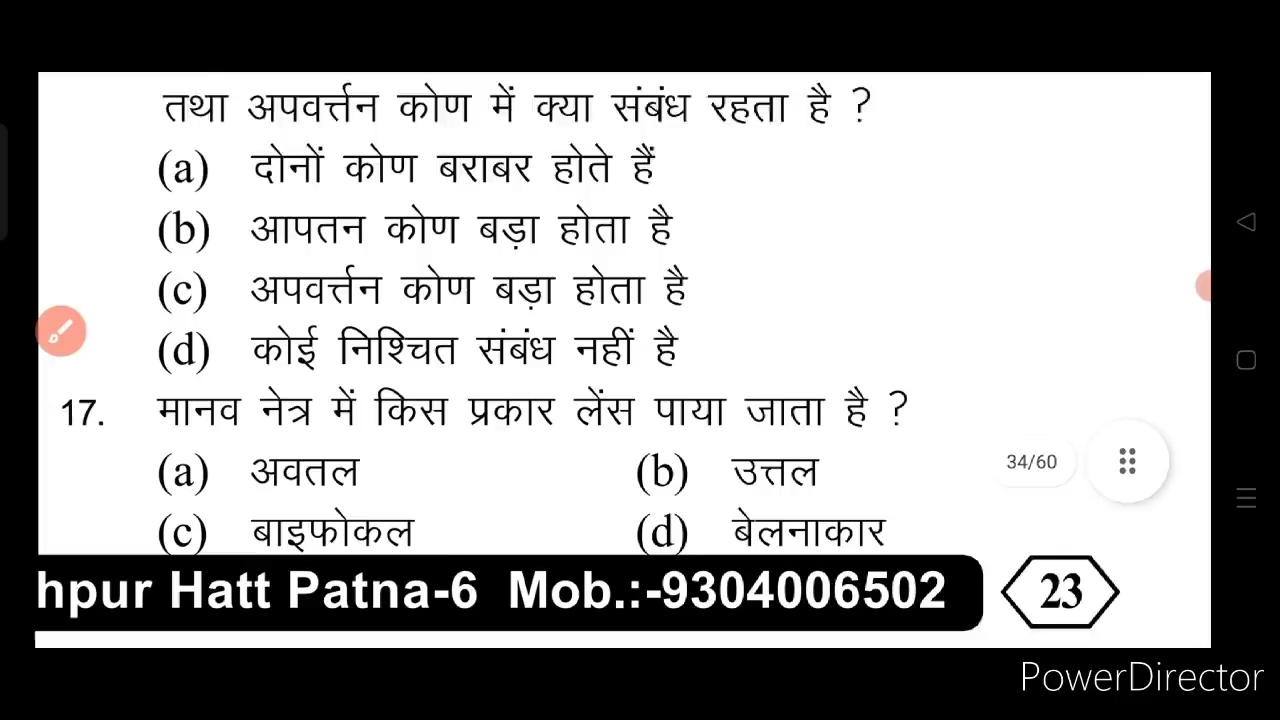 तथा अपवर्त्तन कोण में क्या संबंध रहता है ?
(a) दोनों कोण बराबर होते हैं
(b) आपतन कोण बड़ा होता है
(c) अपवर्त्तन कोण बड़ा होता है
(d) कोई निश्चित संबंध नहीं है
17. मानव नेत्र में किस प्रकार लेंस पाया जाता है ?
(a) अवतल (b) उत्तल
34/60
(c) बाइफोकल (d) बेलनाकार
hpur Hatt Patna-6 Mob.:-9304006502 23
PowerDirector